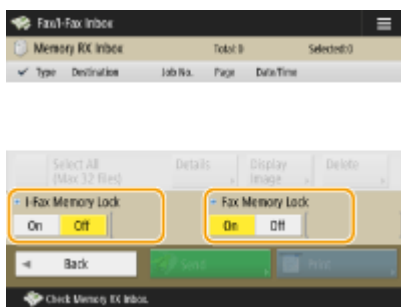 Fax/I-Fax Inbox
Memory RX Inbox Total: 0 Selected: 0
Type Destination Job No. Page Date/Time
Select All Details Display Delete
(Max 32 files) Image
I-Fax Memory Lock Fax Memory Lock
On Off On Off
Back Send Print
Check Memory RX Inbox.